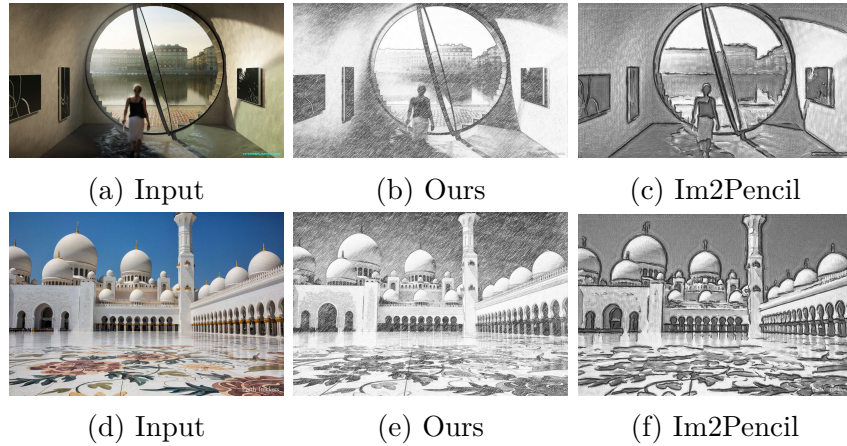 (a) Input
(b) Ours
(c) Im2Pencil
(d) Input
(e) Ours
(f) Im2Pencil